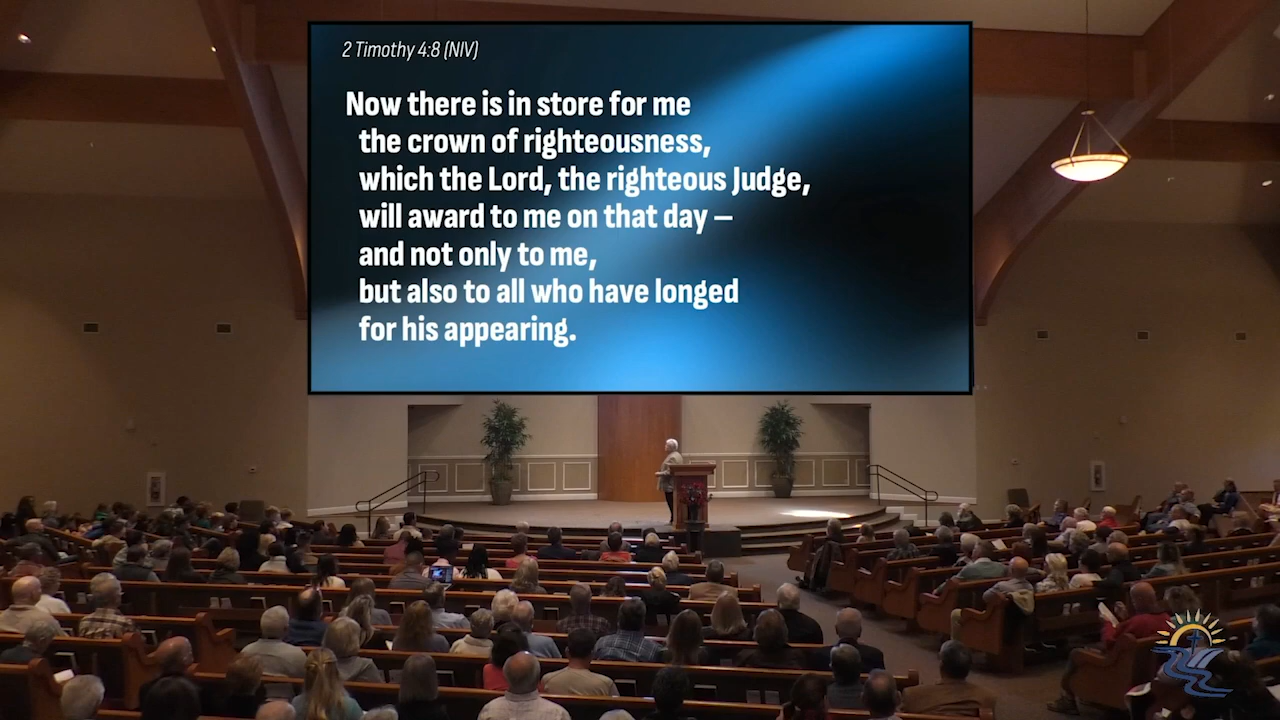 2 Timothy 4:8 (NIV)
Now there is in store for me
the crown of righteousness,
which the Lord, the righteous Judge,
will award to me on that day –
and not only to me,
but also to all who have longed
for his appearing.